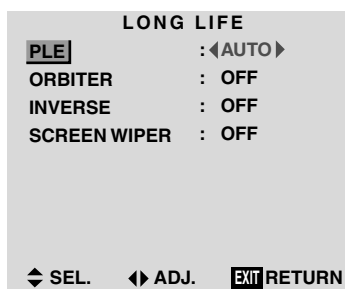 LONG LIFE
PLE : ◀AUTO▶
ORBITER : OFF
INVERSE : OFF
SCREEN WIPER : OFF
SEL. ADJ. EXIT RETURN